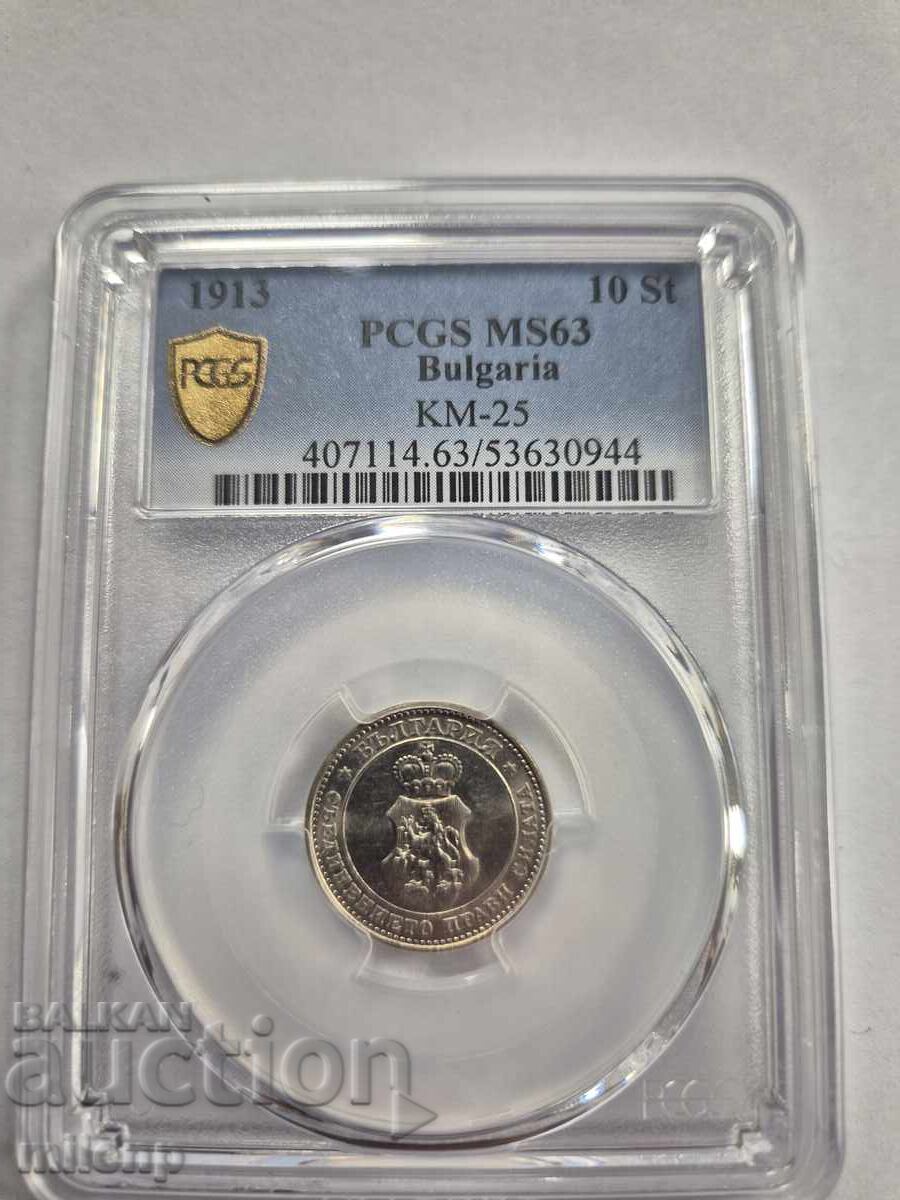 1913 10 St
PCGS
PCGS MS63
Bulgaria
KM-25
407114.63/53630944
* БЪЛГАРИЯ *
СЪЕДИНЕНИЕТО ПРАВИ СИЛАТА
BALKAN
auction
PCGS